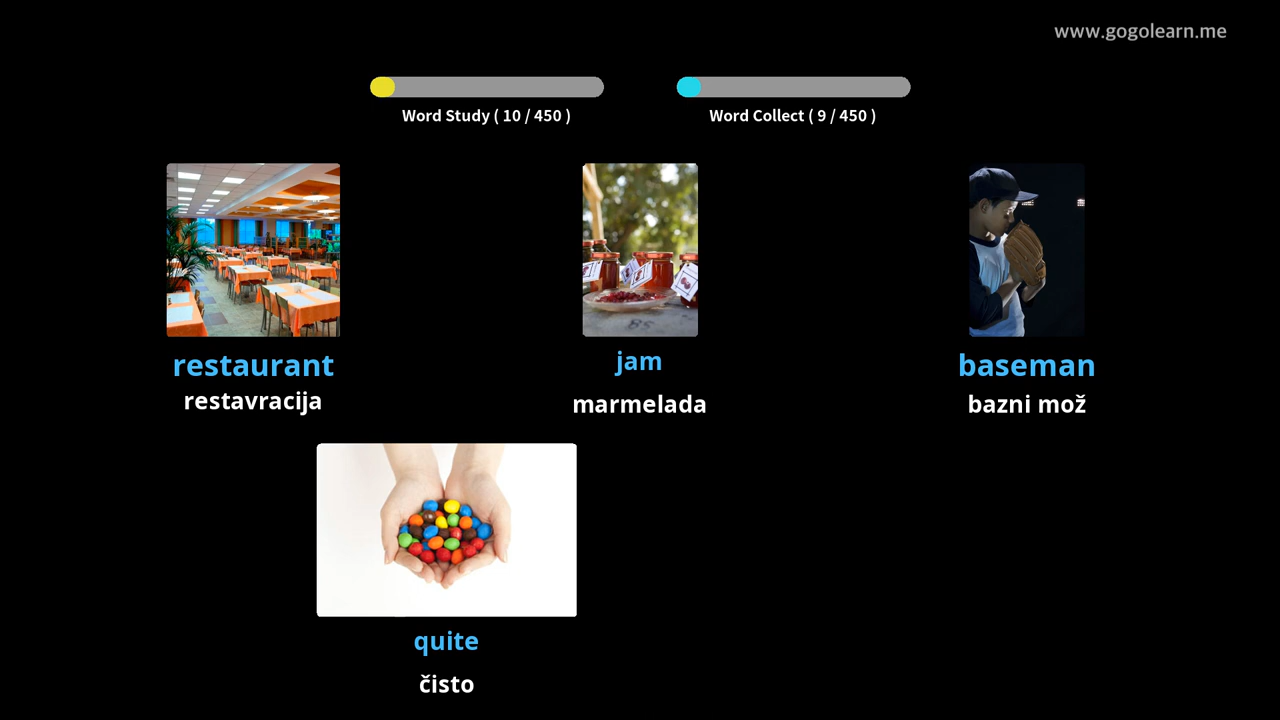 www.gogolearn.me
Word Study ( 10 / 450 )
Word Collect ( 9 / 450 )
restaurant
restavracija
jam
marmelada
baseman
bazni mož
quite
čisto